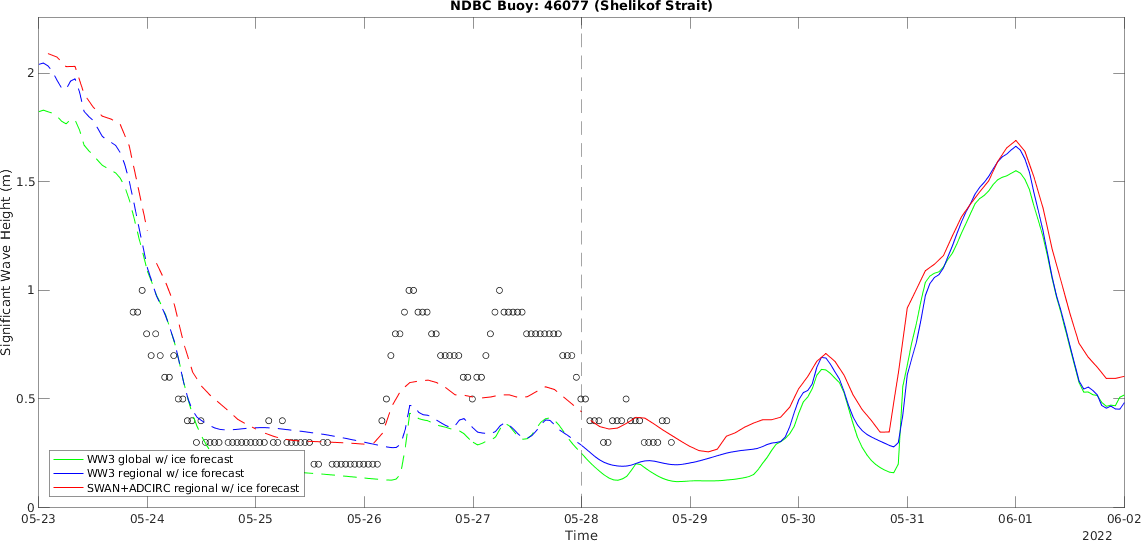 NDBC Buoy: 46077 (Shelikof Strait)
Significant Wave Height (m)
2
1.5
1
0.5
0
WW3 global w/ ice forecast
WW3 regional w/ ice forecast
SWAN+ADCIRC regional w/ ice forecast
05-23 05-24 05-25 05-26 05-27 05-28 05-29 05-30 05-31 06-01 06-02
Time
2022